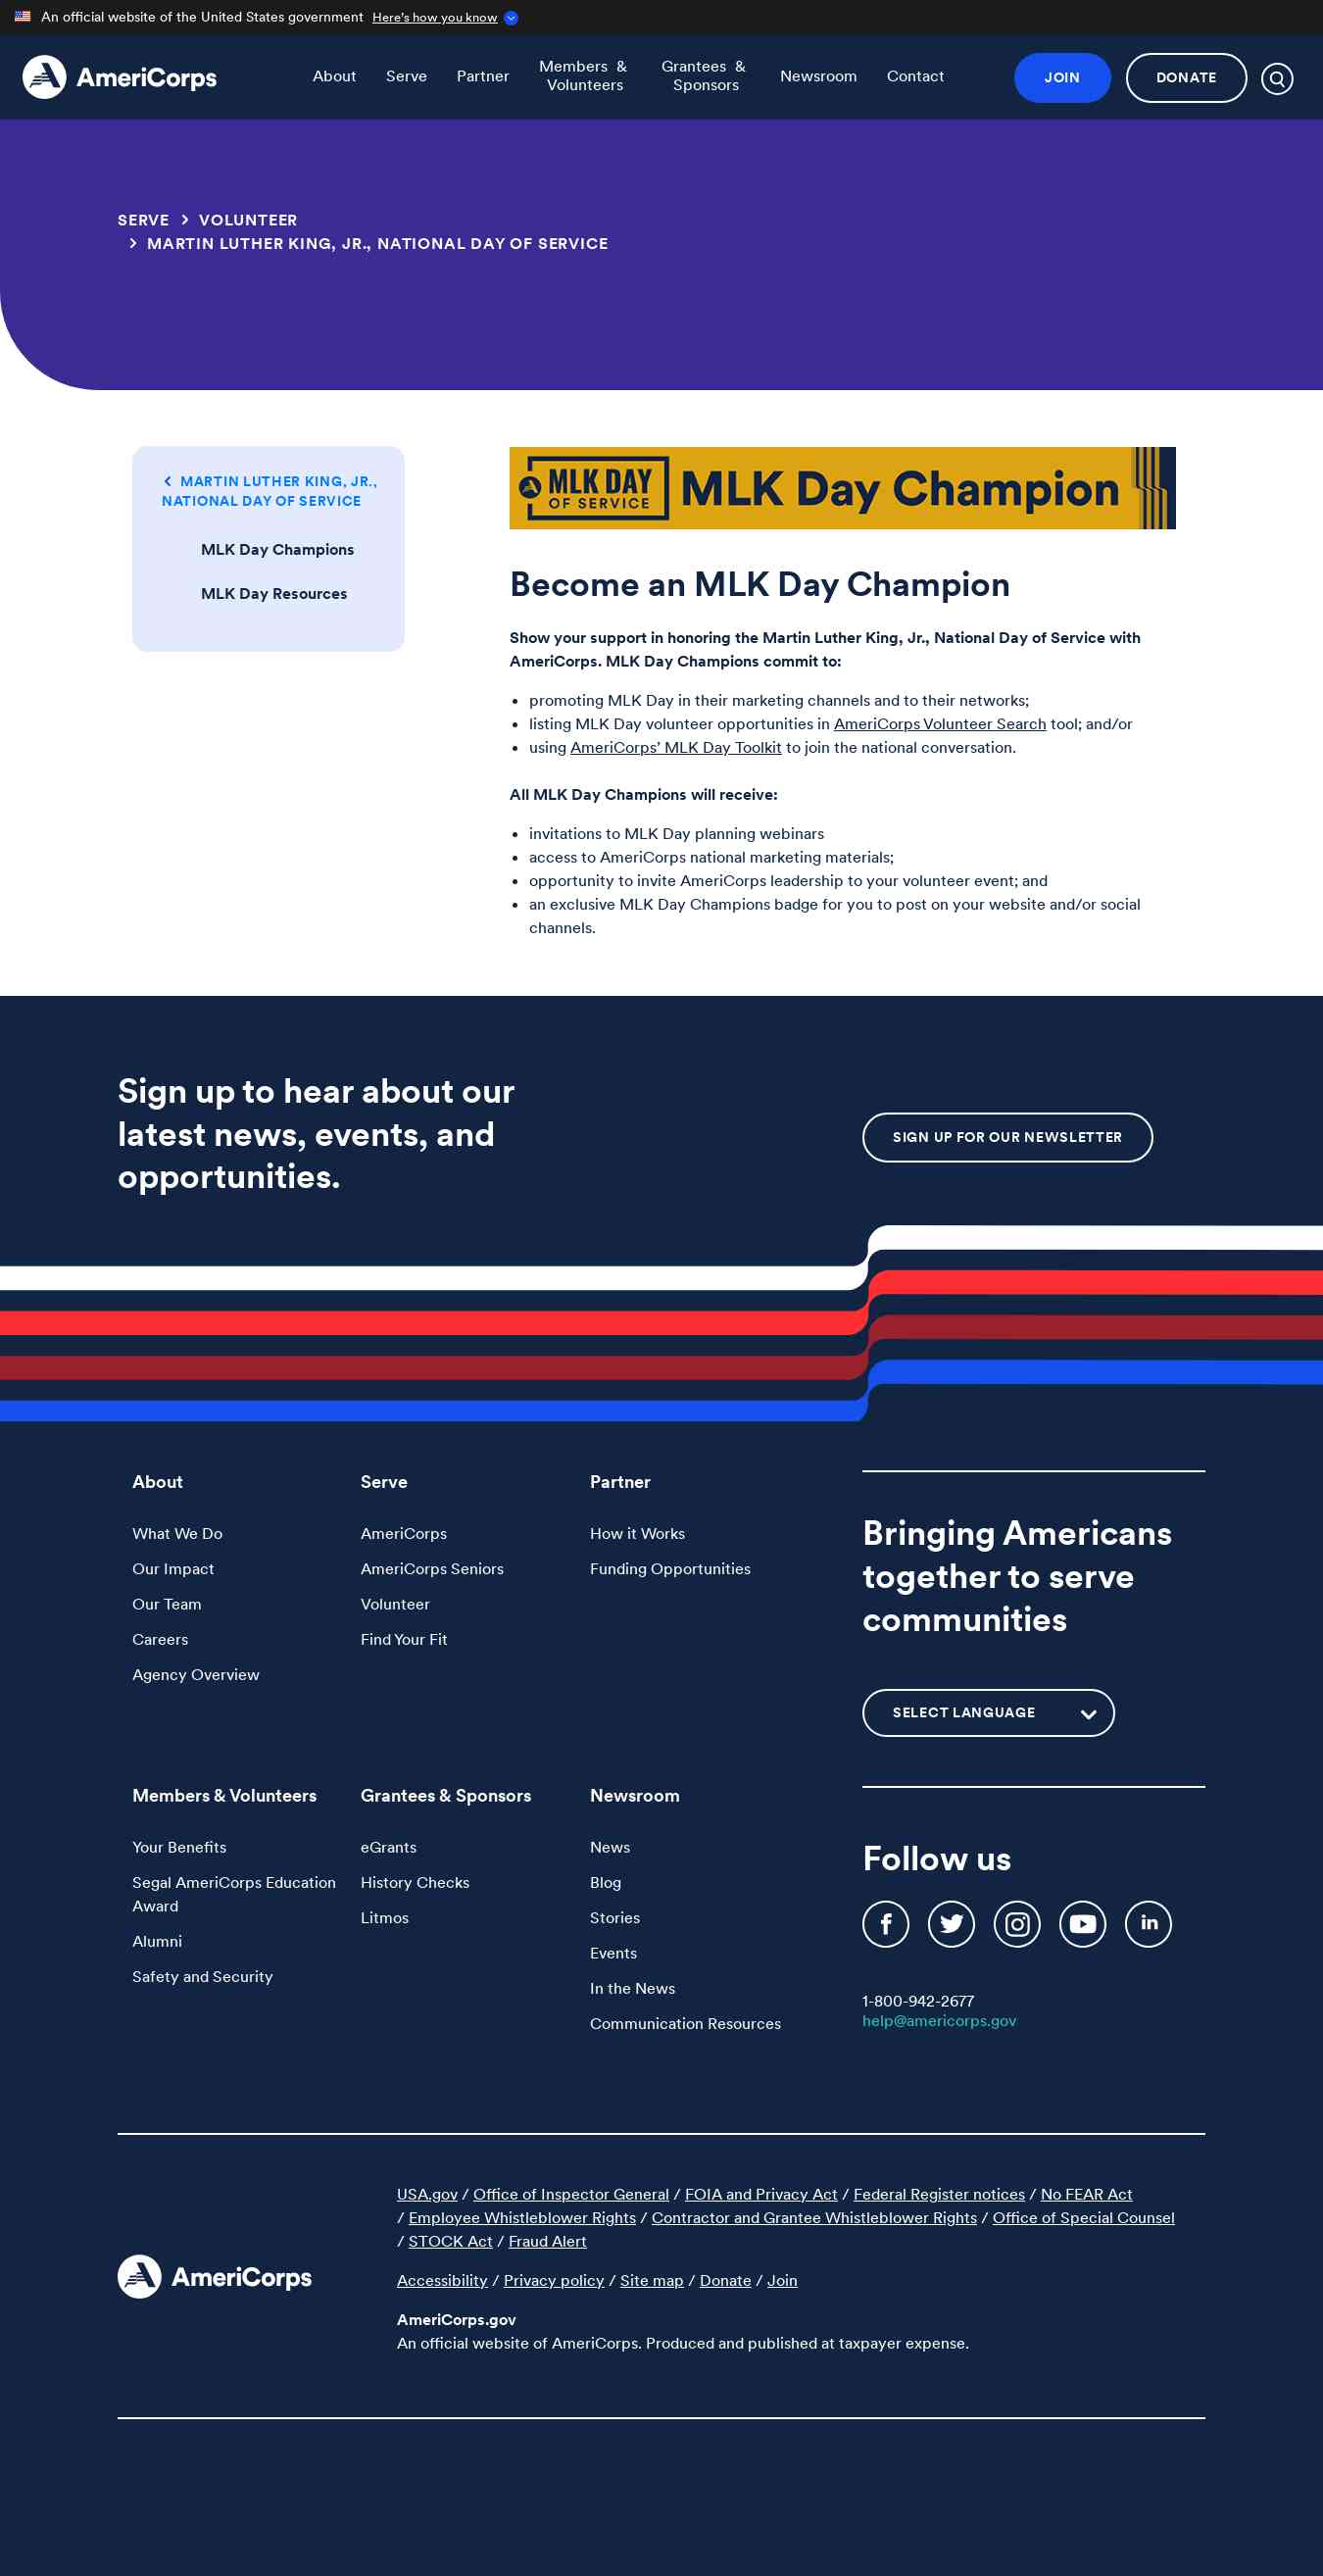 An official website of the United States government Here's how you know
AmeriCorps
About Serve Partner Members & Volunteers Grantees & Sponsors Newsroom Contact
JOIN DONATE
SERVE > VOLUNTEER
> MARTIN LUTHER KING, JR., NATIONAL DAY OF SERVICE
MARTIN LUTHER KING, JR.,
NATIONAL DAY OF SERVICE
MLK Day Champions
MLK Day Resources
MLK DAY
OF SERVICE
MLK Day Champion
Become an MLK Day Champion
Show your support in honoring the Martin Luther King, Jr., National Day of Service with
AmeriCorps. MLK Day Champions commit to:
• promoting MLK Day in their marketing channels and to their networks;
• listing MLK Day volunteer opportunities in AmeriCorps Volunteer Search tool; and/or
• using AmeriCorps' MLK Day Toolkit to join the national conversation.
All MLK Day Champions will receive:
• invitations to MLK Day planning webinars
• access to AmeriCorps national marketing materials;
• opportunity to invite AmeriCorps leadership to your volunteer event; and
• an exclusive MLK Day Champions badge for you to post on your website and/or social
channels.
Sign up to hear about our
latest news, events, and
opportunities.
SIGN UP FOR OUR NEWSLETTER
About
What We Do
Our Impact
Our Team
Careers
Agency Overview
Serve
AmeriCorps
AmeriCorps Seniors
Volunteer
Find Your Fit
Partner
How it Works
Funding Opportunities
Bringing Americans
together to serve
communities
SELECT LANGUAGE
Members & Volunteers
Your Benefits
Segal AmeriCorps Education
Award
Alumni
Safety and Security
Grantees & Sponsors
eGrants
History Checks
Litmos
Newsroom
News
Blog
Stories
Events
In the News
Communication Resources
Follow us
1-800-942-2677
help@americorps.gov
AmeriCorps
USA.gov / Office of Inspector General / FOIA and Privacy Act / Federal Register notices / No FEAR Act
/ Employee Whistleblower Rights / Contractor and Grantee Whistleblower Rights / Office of Special Counsel
/ STOCK Act / Fraud Alert
Accessibility / Privacy policy / Site map / Donate / Join
AmeriCorps.gov
An official website of AmeriCorps. Produced and published at taxpayer expense.